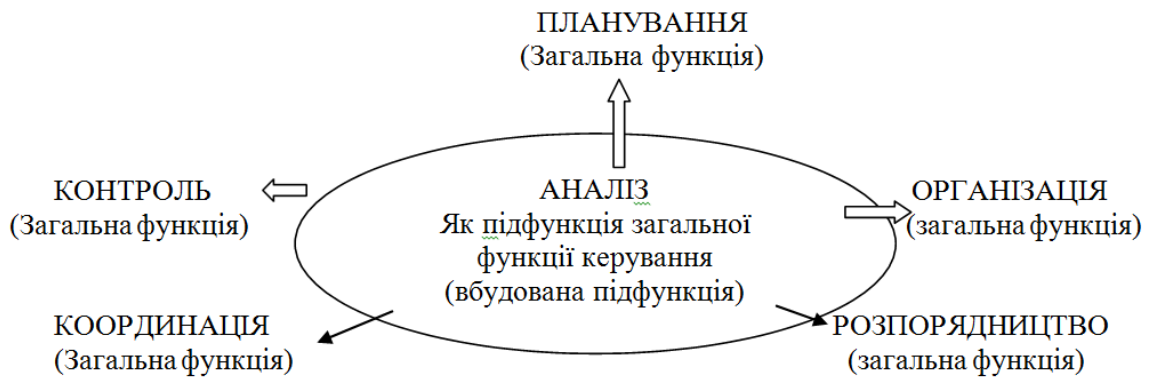 ПЛАНУВАННЯ
(Загальна функція)
КОНТРОЛЬ
(Загальна функція)
АНАЛІЗ
Як підфункція загальної
функції керування
(вбудована підфункція)
ОРГАНІЗАЦІЯ
(загальна функція)
КООРДИНАЦІЯ
(Загальна функція)
РОЗПОРЯДНИЦТВО
(загальна функція)